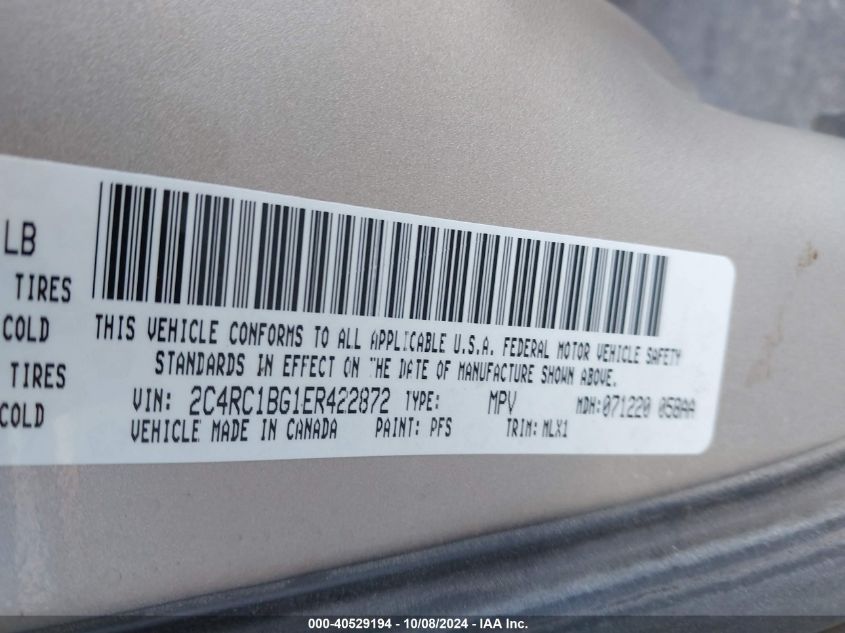 LB
TIRES
COLD
TIRES
COLD
THIS VEHICLE CONFORMS TO ALL APPLICABLE U.S.A. FEDERAL MOTOR VEHICLE SAFETY
STANDARDS IN EFFECT ON THE DATE OF MANUFACTURE SHOWN ABOVE.
VIN: 2C4RC1BG1ER422872 TYPE: MPV MDH: 071220 058AA
VEHICLE MADE IN CANADA PAINT: PFS TRIM: MLX1
000-40529194 - 10/08/2024 - IAA Inc.